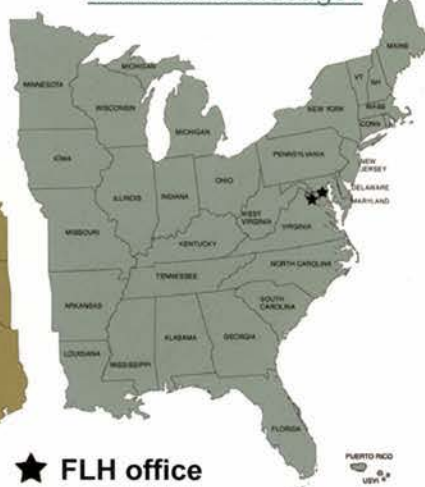 MAINE
MICHIGAN
VT
NH
MINNESOTA
WISCONSIN
NEW YORK
MASS
CONN
MICHIGAN
PENNSYLVANIA
IOWA
NEW
JERSEY
OHIO
ILLINOIS
INDIANA
DELAWARE
MARYLAND
WEST
VIRGINIA
VIRGINIA
MISSOURI
KENTUCKY
NORTH CAROLINA
TENNESSEE
SOUTH
CAROLINA
ARKANSAS
MISSISSIPPI
ALABAMA
GEORGIA
LOUISIANA
FLORIDA
PUERTO RICO
USVI
FLH office